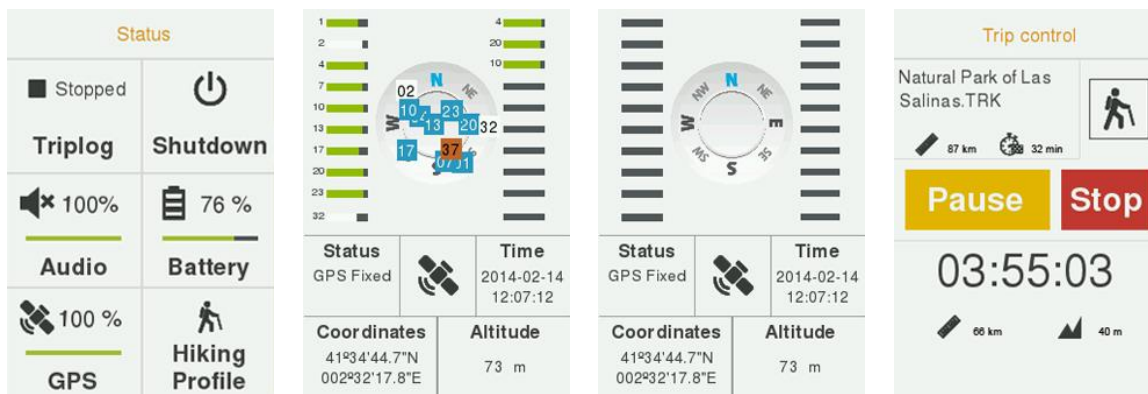 Status
Stopped
Triplog
Shutdown
100%
Audio
76 %
Battery
100 %
GPS
Hiking
Profile
1
2
4
7
10
13
17
20
23
32
4
20
10
N
NE
W
S
02
10
13
23
20
32
17
37
01
Status
GPS Fixed
Time
2014-02-14
12:07:12
Coordinates
41º34'44.7"N
002º32'17.8"E
Altitude
73 m
N
NE
E
SE
S
SW
W
NW
Status
GPS Fixed
Time
2014-02-14
12:07:12
Coordinates
41º34'44.7"N
002º32'17.8"E
Altitude
73 m
Trip control
Natural Park of Las
Salinas.TRK
87 km
32 min
Pause
Stop
03:55:03
66 km
40 m